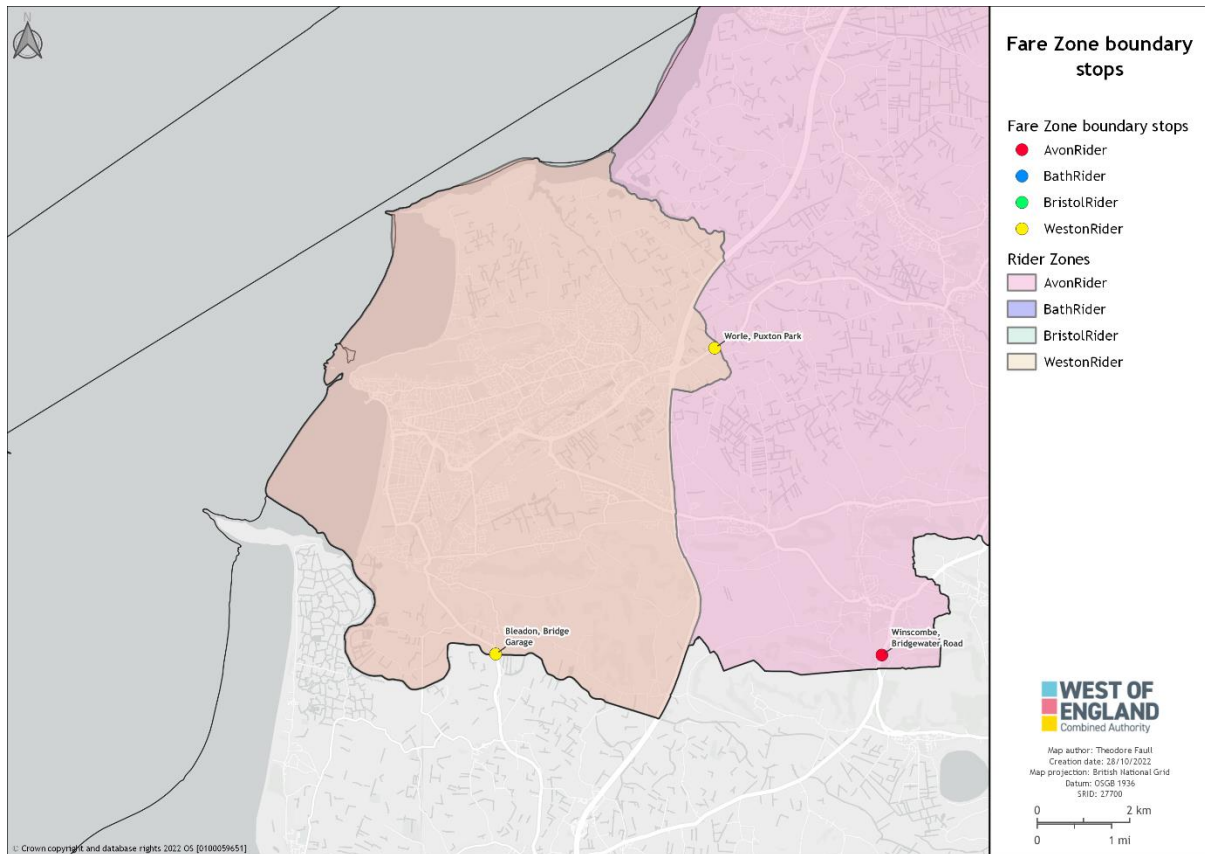 N
Worle, Puxton Park
Bleadon, Bridge
Garage
Winscombe,
Bridgewater Road
© Crown copyright and database rights 2022 OS [0100059651]
Fare Zone boundary
stops
Fare Zone boundary stops
AvonRider
BathRider
BristolRider
WestonRider
Rider Zones
AvonRider
BathRider
BristolRider
WestonRider
WEST OF
ENGLAND
Combined Authority
Map author: Theodore Faull
Creation date: 28/10/2022
Map projection: British National Grid
Datum: OSGB 1936
SRID: 27700
0 2 km
0 1 mi